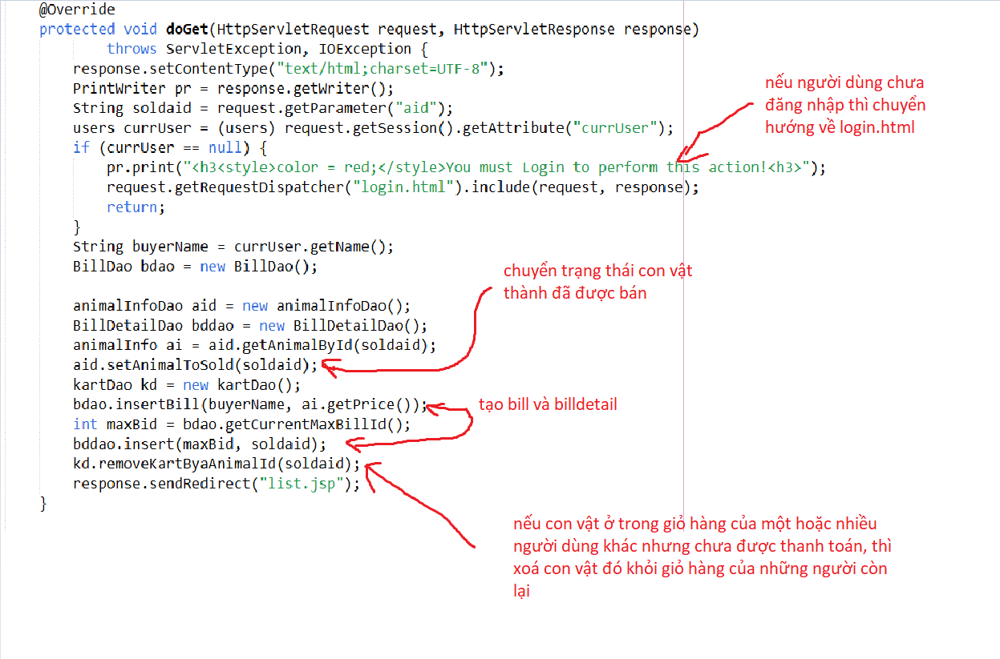 @Override
protected void doGet(HttpServletRequest request, HttpServletResponse response)
throws ServletException, IOException {
response.setContentType("text/html;charset=UTF-8");
PrintWriter pr = response.getWriter();
String soldaid = request.getParameter("aid");
users currUser = (users) request.getSession().getAttribute("currUser");
if (currUser == null) {
pr.print("<h3<style>color = red;</style>You must Login to perform this action!<h3>");
request.getRequestDispatcher("login.html").include(request, response);
return;
}
String buyerName = currUser.getName();
BillDao bdao = new BillDao();
animalInfoDao aid = new animalInfoDao();
BillDetailDao bddao = new BillDetailDao();
animalInfo ai = aid.getAnimalById(soldaid);
aid.setAnimalToSold(soldaid);
kartDao kd = new kartDao();
bdao.insertBill(buyerName, ai.getPrice());
int maxBid = bdao.getCurrentMaxBillId();
bddao.insert(maxBid, soldaid);
kd.removeKartByaAnimalId(soldaid);
response.sendRedirect("list.jsp");
}
nếu người dùng chưa
đăng nhập thì chuyển
hướng về login.html
chuyển trạng thái con vật
thành đã được bán
tạo bill và billdetail
nếu con vật ở trong giỏ hàng của một hoặc nhiều
người dùng khác nhưng chưa được thanh toán, thì
xoá con vật đó khỏi giỏ hàng của những người còn
lại